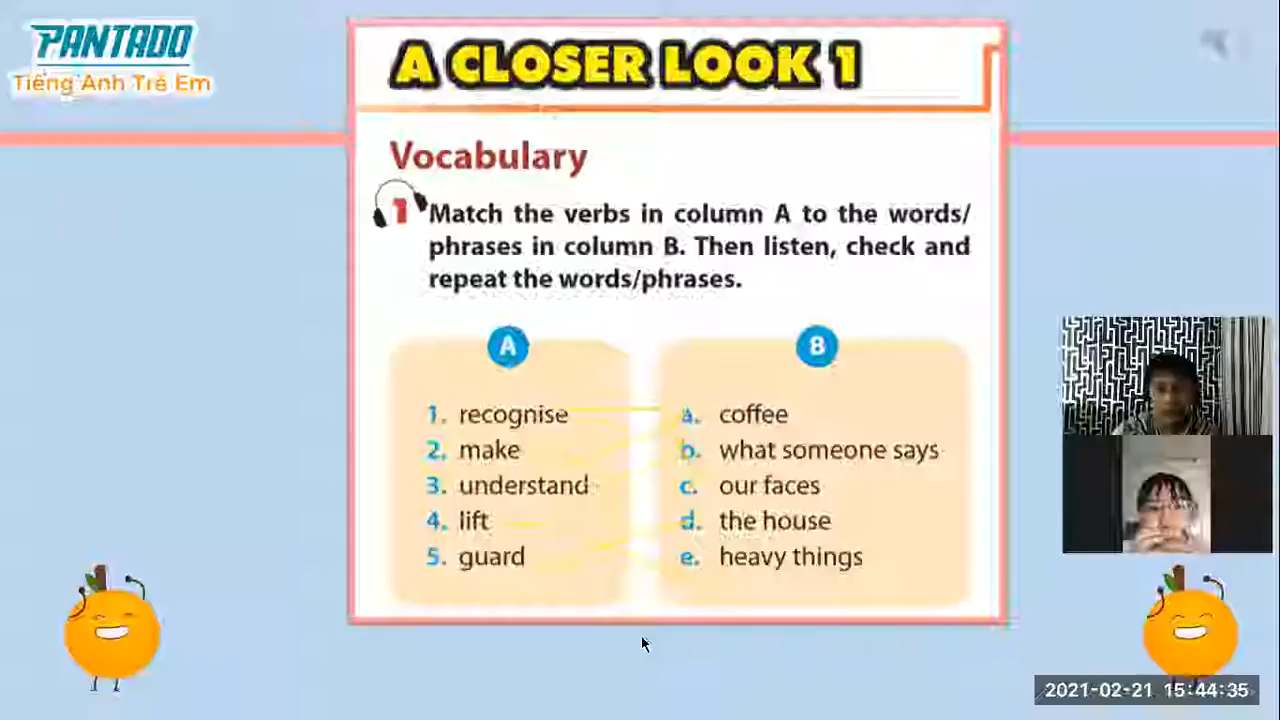 PANTADO
Tiếng Anh Trẻ Em
A CLOSER LOOK 1
Vocabulary
1 Match the verbs in column A to the words/
phrases in column B. Then listen, check and
repeat the words/phrases.
A
1. recognise
2. make
3. understand
4. lift
5. guard
B
a. coffee
b. what someone says
c. our faces
d. the house
e. heavy things
2021-02-21 15:44:35